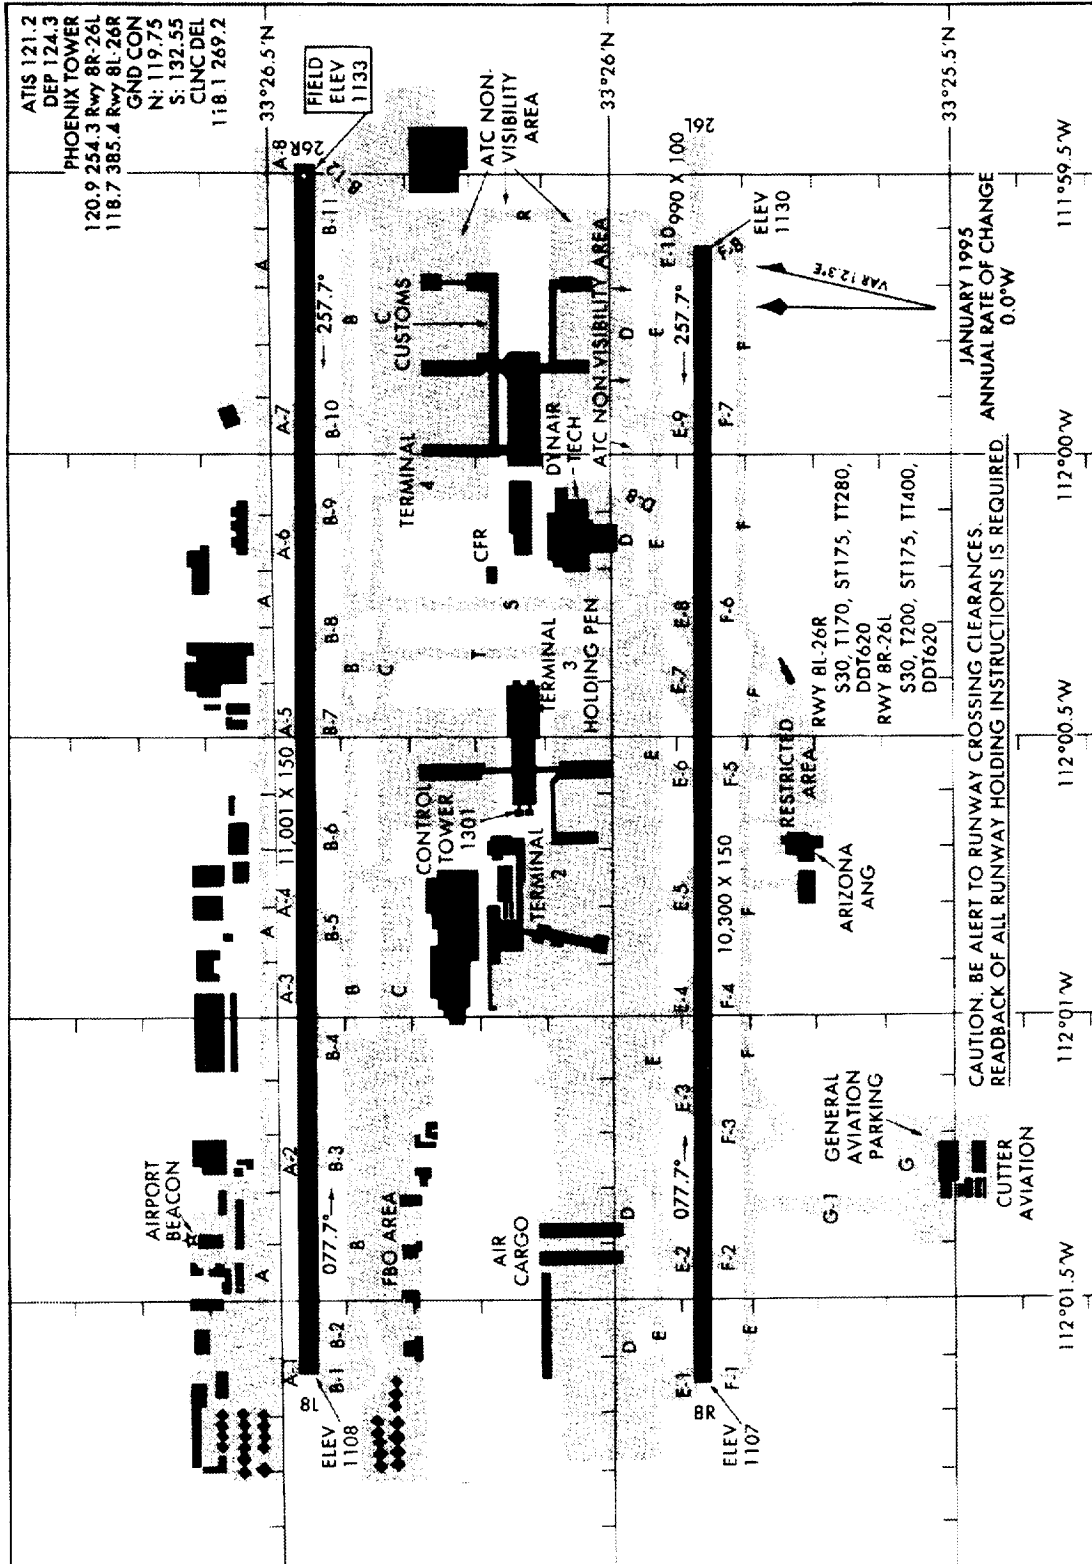 ATIS 121.2
DEP 124.3
PHOENIX TOWER
120.9 254.3 Rwy 8R-26L
118.7 385.4 Rwy 8L-26R
GND CON
N: 119.75
S: 132.55
CLNC DEL
118.1 269.2
33°26.5'N
33°26'N
33°25.5'N
FIELD
ELEV
1133
AIRPORT
BEACON
A
A-2
A-3
A
A-4
11,001 X 150
A-5
A
A-6
A-7
A
A-8
A-1
8L
26R
ELEV
1108
077.7°
257.7°
B-1
B-2
B-3
B-4
B-5
B-6
B-7
B-8
B-9
B-10
B-11
B-12
B
B
B
B
FBO AREA
C
C
C
CONTROL
TOWER
1301
TERMINAL
4
CUSTOMS
ATC NON-
VISIBILITY
AREA
R
T
S
CFR
AIR
CARGO
TERMINAL
2
TERMINAL
3
HOLDING PEN
DYNAIR
TECH
ATC NON-VISIBILITY AREA
D
D
D
D-8
D
E
E
E
E
E
E-1
E-2
077.7°
E-3
E-4
E-5
E-6
E-7
E-8
E-9
257.7°
E-10
990 X 100
8R
26L
ELEV
1107
10,300 X 150
ELEV
1130
F-1
F-2
F-3
F-4
F-5
F-6
F-7
F-8
F
F
F
F
F
F
G-1
G
GENERAL
AVIATION
PARKING
CUTTER
AVIATION
ARIZONA
ANG
RESTRICTED
AREA
RWY 8L-26R
S30, T170, ST175, TT280,
DDT620
RWY 8R-26L
S30, T200, ST175, TT400,
DDT620
VAR 12.3°E
JANUARY 1995
ANNUAL RATE OF CHANGE
0.0°W
CAUTION: BE ALERT TO RUNWAY CROSSING CLEARANCES.
READBACK OF ALL RUNWAY HOLDING INSTRUCTIONS IS REQUIRED
112°01.5'W
112°01'W
112°00.5'W
112°00'W
111°59.5'W